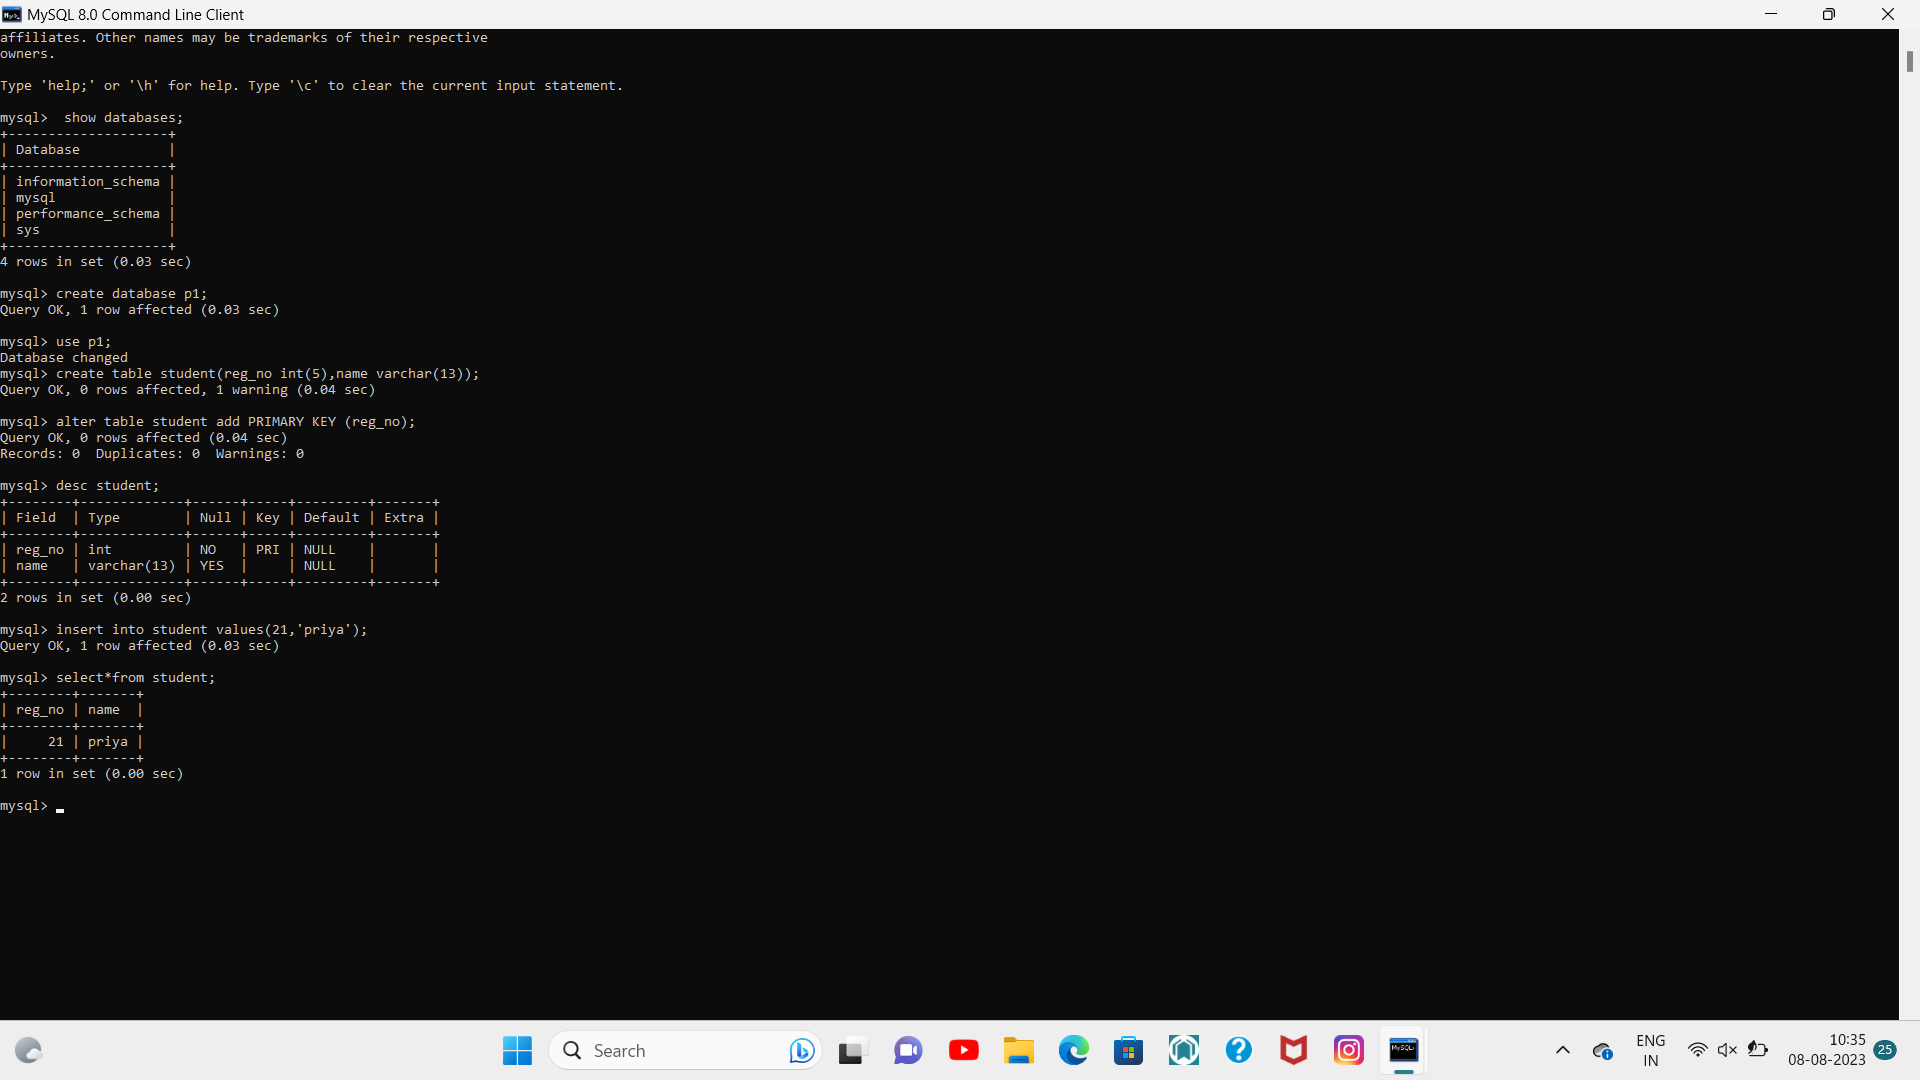 MySQL 8.0 Command Line Client
affiliates. Other names may be trademarks of their respective
owners.
Type 'help;' or '\h' for help. Type '\c' to clear the current input statement.
mysql>  show databases;
+--------------------+
| Database           |
+--------------------+
| information_schema |
| mysql              |
| performance_schema |
| sys                |
+--------------------+
4 rows in set (0.03 sec)
mysql> create database p1;
Query OK, 1 row affected (0.03 sec)
mysql> use p1;
Database changed
mysql> create table student(reg_no int(5),name varchar(13));
Query OK, 0 rows affected, 1 warning (0.04 sec)
mysql> alter table student add PRIMARY KEY (reg_no);
Query OK, 0 rows affected (0.04 sec)
Records: 0  Duplicates: 0  Warnings: 0
mysql> desc student;
+--------+-------------+------+-----+---------+-------+
| Field  | Type        | Null | Key | Default | Extra |
+--------+-------------+------+-----+---------+-------+
| reg_no | int         | NO   | PRI | NULL    |       |
| name   | varchar(13) | YES  |     | NULL    |       |
+--------+-------------+------+-----+---------+-------+
2 rows in set (0.00 sec)
mysql> insert into student values(21,'priya');
Query OK, 1 row affected (0.03 sec)
mysql> select*from student;
+--------+-------+
| reg_no | name  |
+--------+-------+
|     21 | priya |
+--------+-------+
1 row in set (0.00 sec)
mysql>
Search
MySQL
ENG
IN
10:35
08-08-2023
25